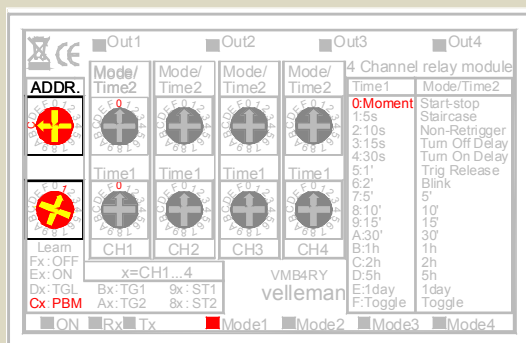 Out1 Out2 Out3 Out4
CE
Mode/ Mode/ Mode/ Mode/ 4 Channel relay module
ADDR. Time2 Time2 Time2 Time2 Time1 Mode/Time2
0:Moment Start-stop
1:5s Staircase
2:10s Non-Retrigger
3:15s Turn Off Delay
4:30s Turn On Delay
5:1' Trig Release
6:2' Blink
7:5' 5'
8:10' 10'
9:15' 15'
A:30' 30'
B:1h 1h
C:2h 2h
D:5h 5h
E:1day 1day
F:Toggle Toggle
Time1 Time1 Time1 Time1
Learn CH1 CH2 CH3 CH4
Fx:OFF
Ex:ON x=CH1...4 VMB4RY
Dx:TGL Bx:TG1 9x:ST1 velleman
Cx:PBM Ax:TG2 8x:ST2
ON Rx Tx Mode1 Mode2 Mode3 Mode4